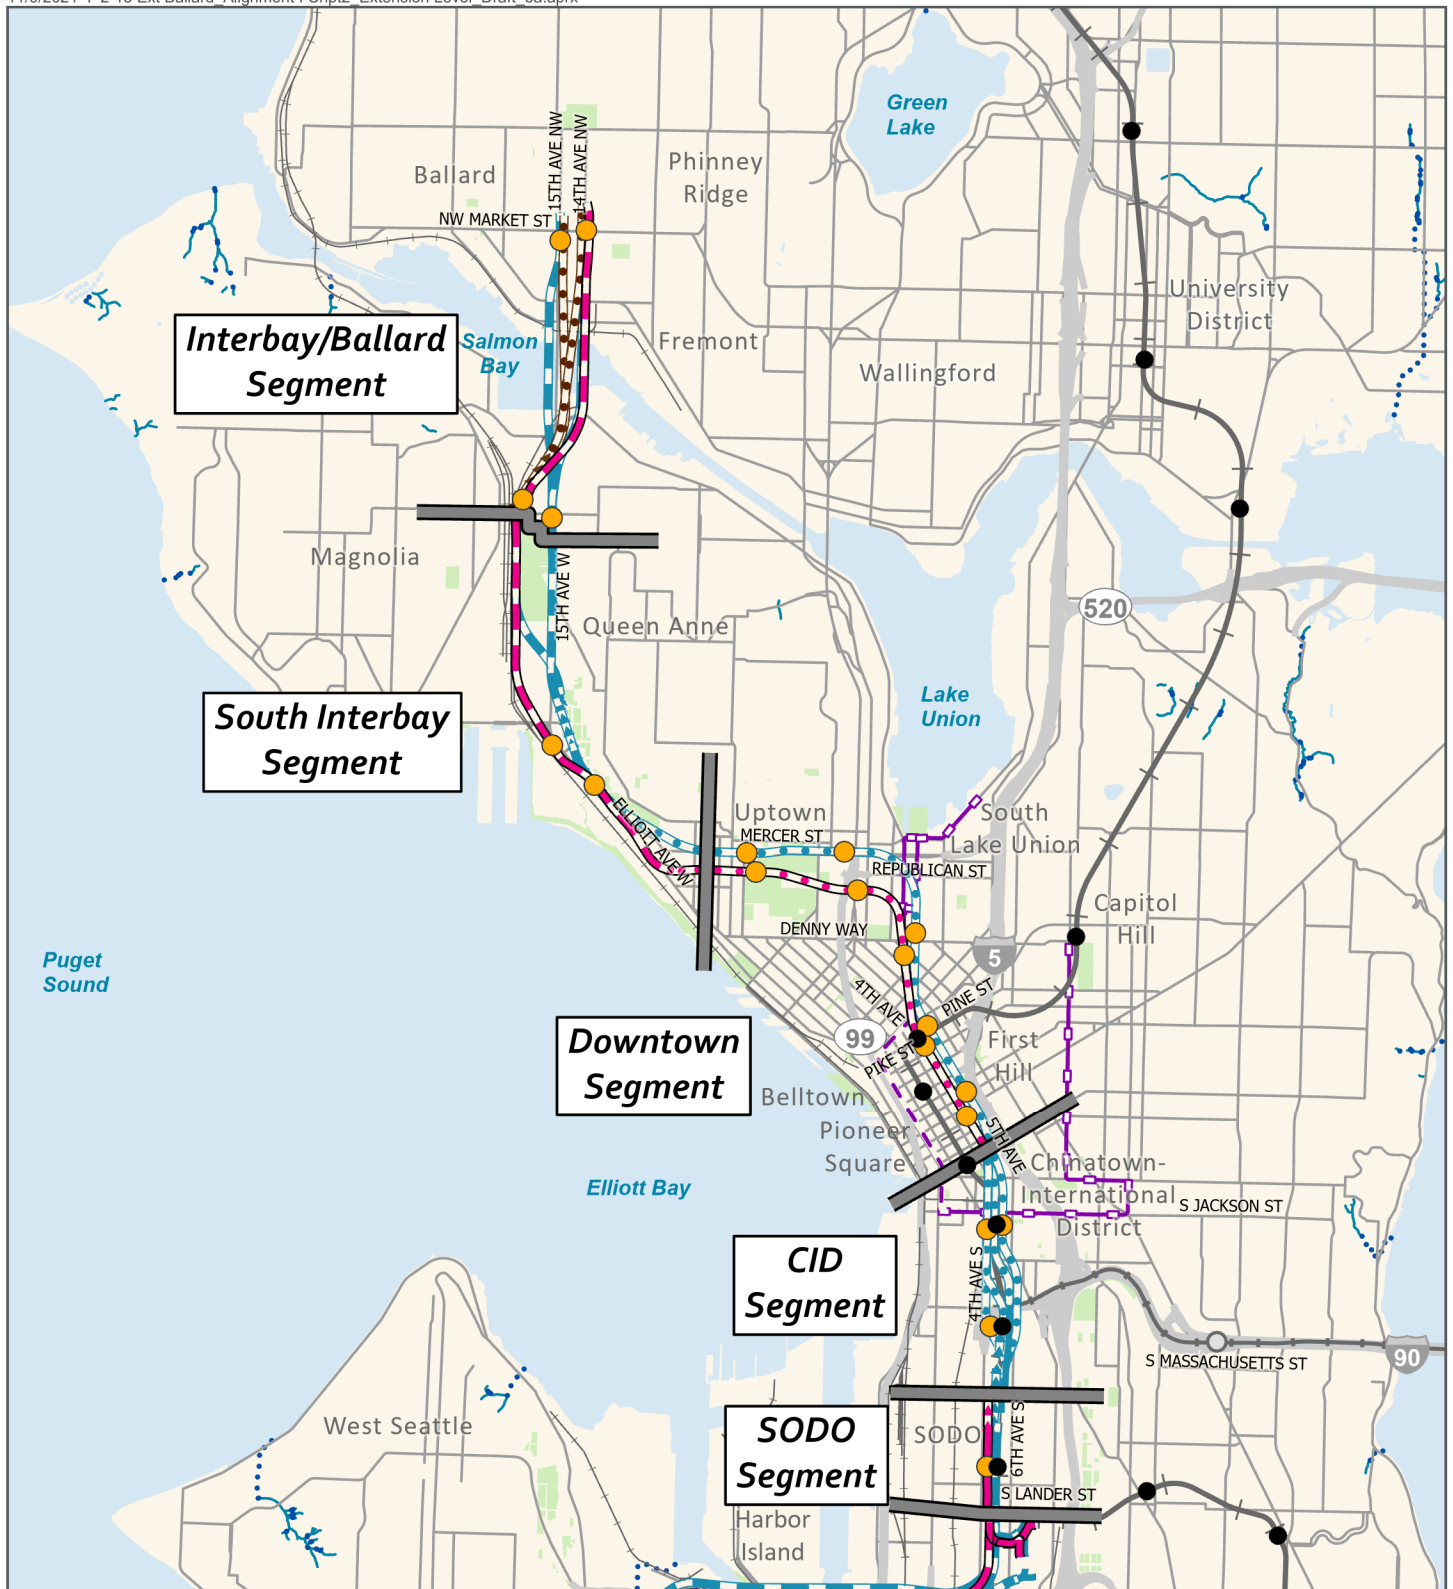 Green
Lake
15TH AVE NW
14TH AVE NW
Ballard
Phinney
Ridge
NW MARKET ST
University
District
Interbay/Ballard
Segment
Salmon
Bay
Fremont
Wallingford
Magnolia
15TH AVE W
520
Queen Anne
Lake
Union
South Interbay
Segment
Uptown
South
Lake Union
ELLIOTT AVE W
MERCER ST
REPUBLICAN ST
Capitol
Hill
DENNY WAY
Puget
Sound
5
4TH AVE
PINE ST
99
PIKE ST
First
Hill
Downtown
Segment
Belltown
Pioneer
Square
5TH AVE
Chinatown-
International
District
Elliott Bay
S JACKSON ST
CID
Segment
4TH AVE S
S MASSACHUSETTS ST
90
West Seattle
SODO
Segment
SODO
6TH AVE S
S LANDER ST
Harbor
Island